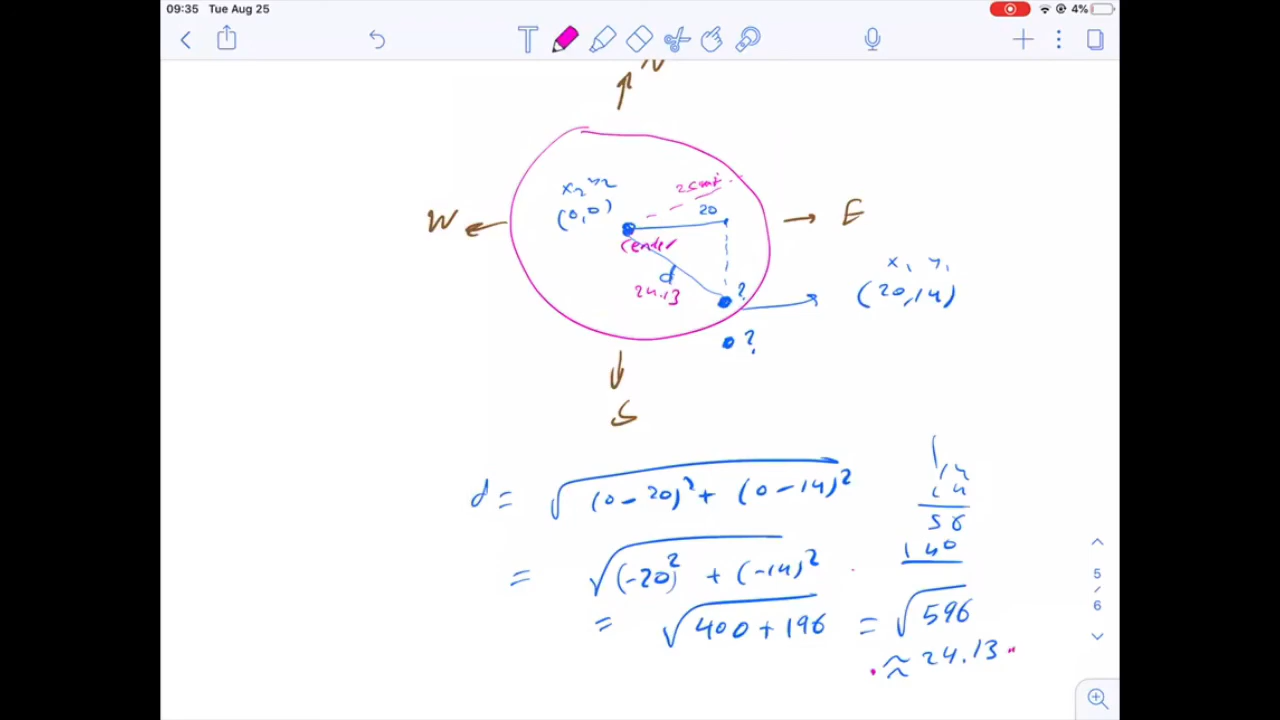 09:35 Tue Aug 25
4%
T
N
x₂ y₂
(0,0)
20
W
E
center
x₁ y₁
d
24.13
?
(20,14)
?
S
d = √(0-20)² + (0-14)²
14
14
56
140
= √(-20)² + (-14)²
= √400+196 = √596
≈ 24.13
5
/
6